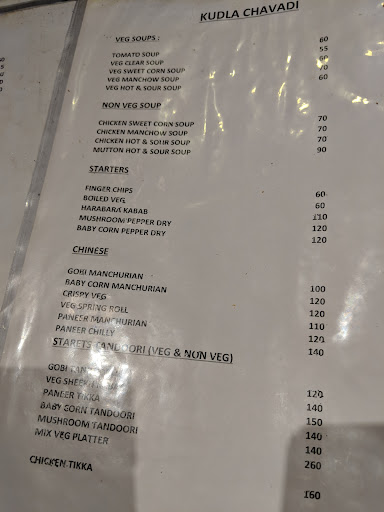 KUDLA CHAVADI
VEG SOUPS :
TOMATO SOUP 60
VEG CLEAR SOUP 55
VEG SWEET CORN SOUP
VEG MANCHOW SOUP 70
VEG HOT & SOUR SOUP 60
NON VEG SOUP
CHICKEN SWEET CORN SOUP 70
CHICKEN MANCHOW SOUP 70
CHICKEN HOT & SOUR SOUP 70
MUTTON HOT & SOUR SOUP 90
STARTERS
FINGER CHIPS 60
BOILED VEG 60
HARABARA KABAB 110
MUSHROOM PEPPER DRY 120
BABY CORN PEPPER DRY 120
CHINESE
GOBI MANCHURIAN 100
BABY CORN MANCHURIAN 120
CRISPY VEG 120
VEG SPRING ROLL 110
PANEER MANCHURIAN 120
PANEER CHILLY 140
STARETS TANDOORI (VEG & NON VEG)
GOBI 120
VEG SHEEK 140
PANEER TIKKA 150
BABY CORN TANDOORI 140
MUSHROOM TANDOORI 140
MIX VEG PLATTER 260
CHICKEN TIKKA 160